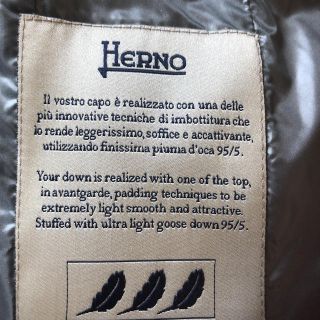 HERNO
Il vostro capo è realizzato con una delle
più innovative tecniche di imbottitura che
lo rende leggerissimo, soffice e accattivante,
utilizzando finissima piuma d'oca 95/5.
Your down is realized with one of the top,
in avantgarde, padding techniques to be
extremely light smooth and attractive.
Stuffed with ultra light goose down 95/5.